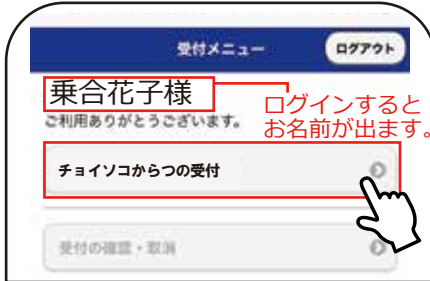 受付メニュー
ログアウト
乗合花子様
ログインすると
お名前が出ます。
ご利用ありがとうございます。
チョイソコからつの受付
受付の確認・取消